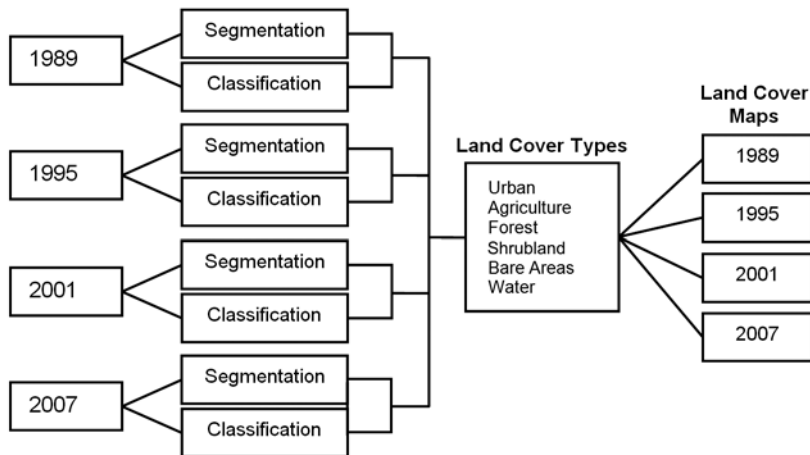 1989
Segmentation
Classification
1995
Segmentation
Classification
2001
Segmentation
Classification
2007
Segmentation
Classification
Land Cover Types
Urban
Agriculture
Forest
Shrubland
Bare Areas
Water
Land Cover
Maps
1989
1995
2001
2007